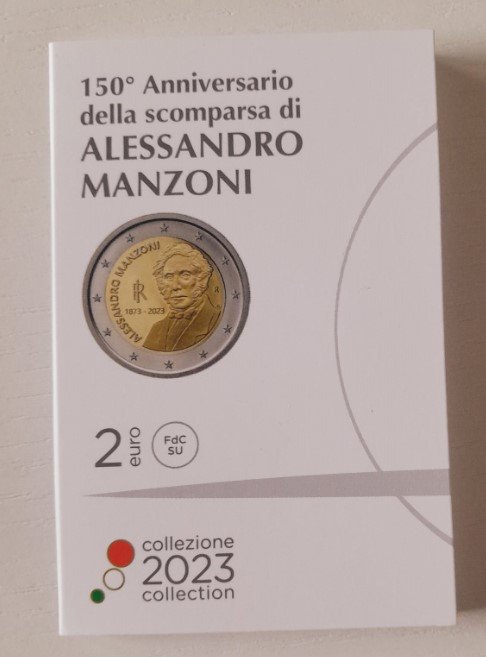 150° Anniversario
della scomparsa di
ALESSANDRO
MANZONI
ALESSANDRO MANZONI
RI
R
1873 - 2023
2 euro
FdC
SU
collezione
2023
collection